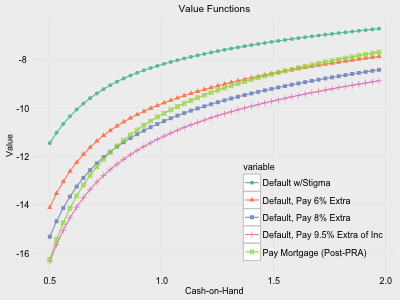 Value Functions
-8
-10
-12
-14
-16
Value
variable
Default w/Stigma
Default, Pay 6% Extra
Default, Pay 8% Extra
Default, Pay 9.5% Extra of Inc
Pay Mortgage (Post-PRA)
0.5 1.0 1.5 2.0
Cash-on-Hand